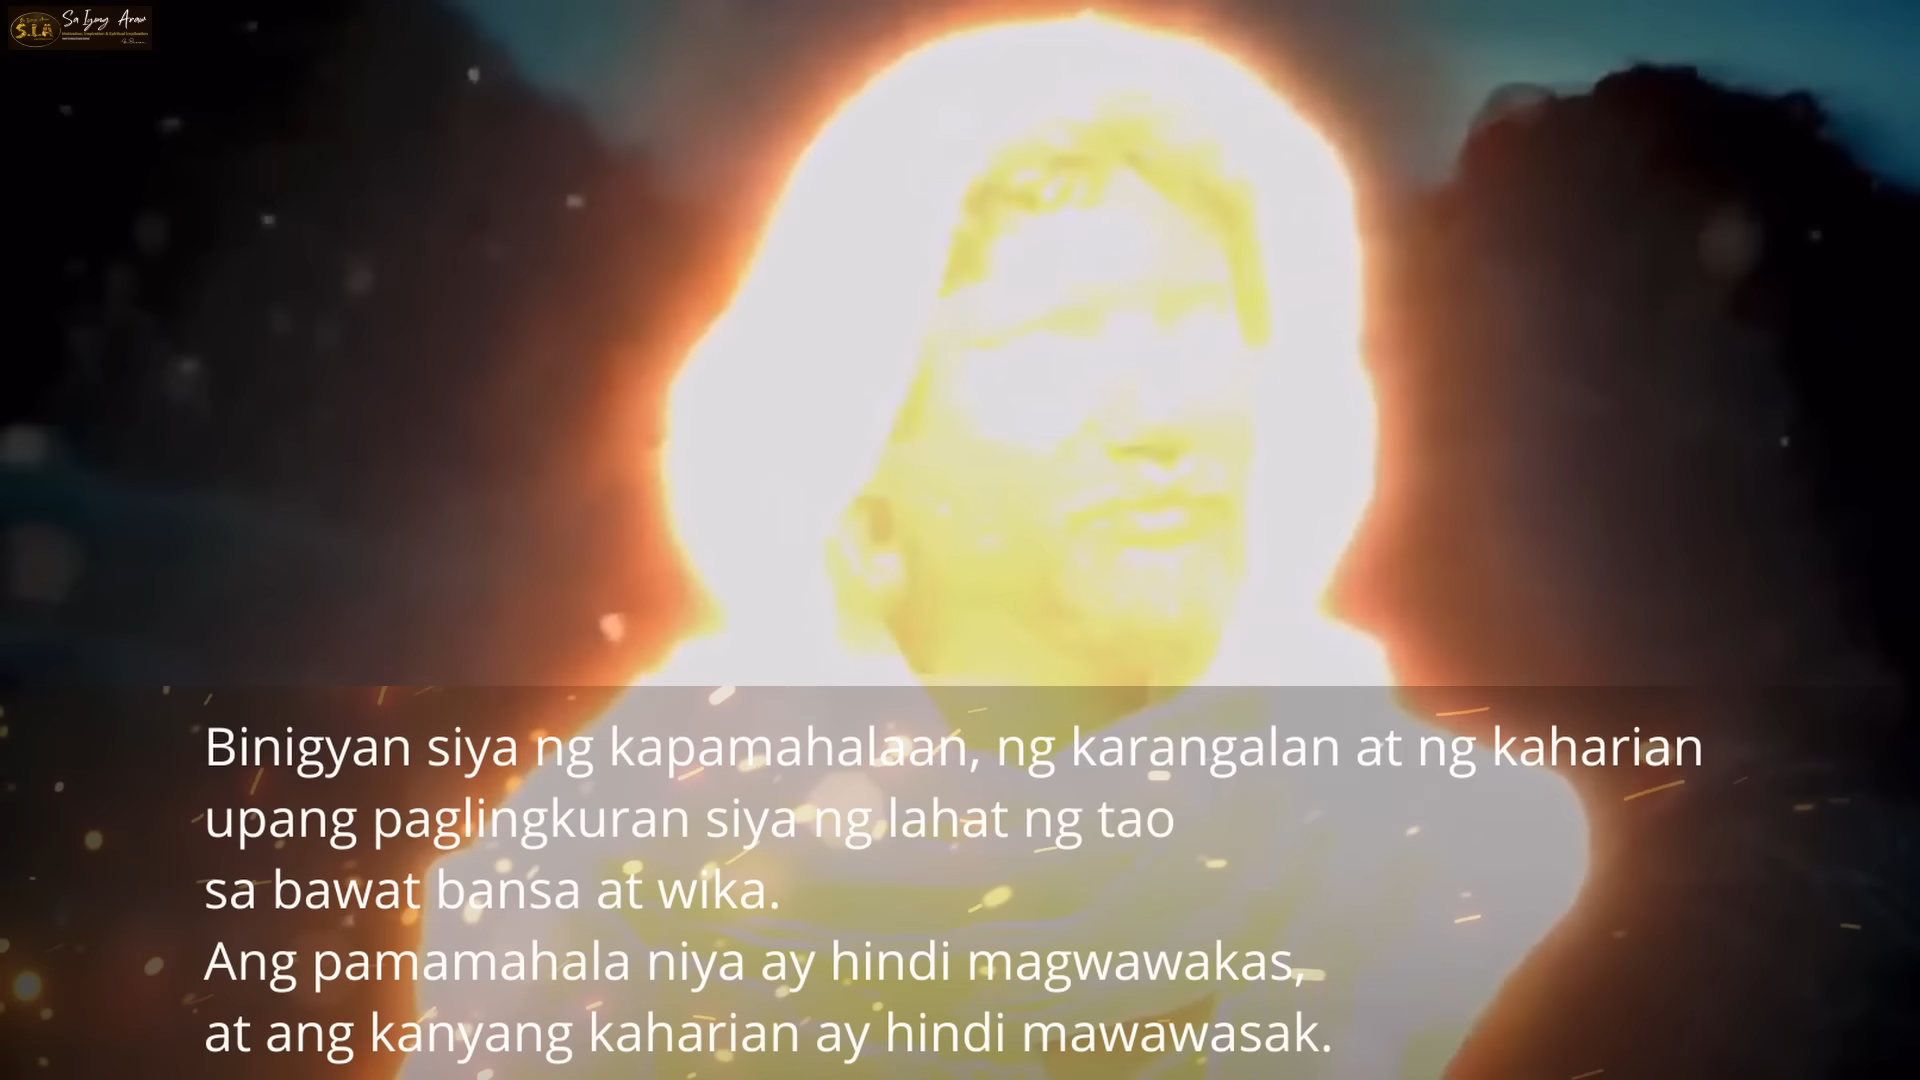 S.I.A
Sa Iyong Araw
Binigyan siya ng kapamahalaan, ng karangalan at ng kaharian
upang paglingkuran siya ng lahat ng tao
sa bawat bansa at wika.
Ang pamamahala niya ay hindi magwawakas,
at ang kanyang kaharian ay hindi mawawasak.